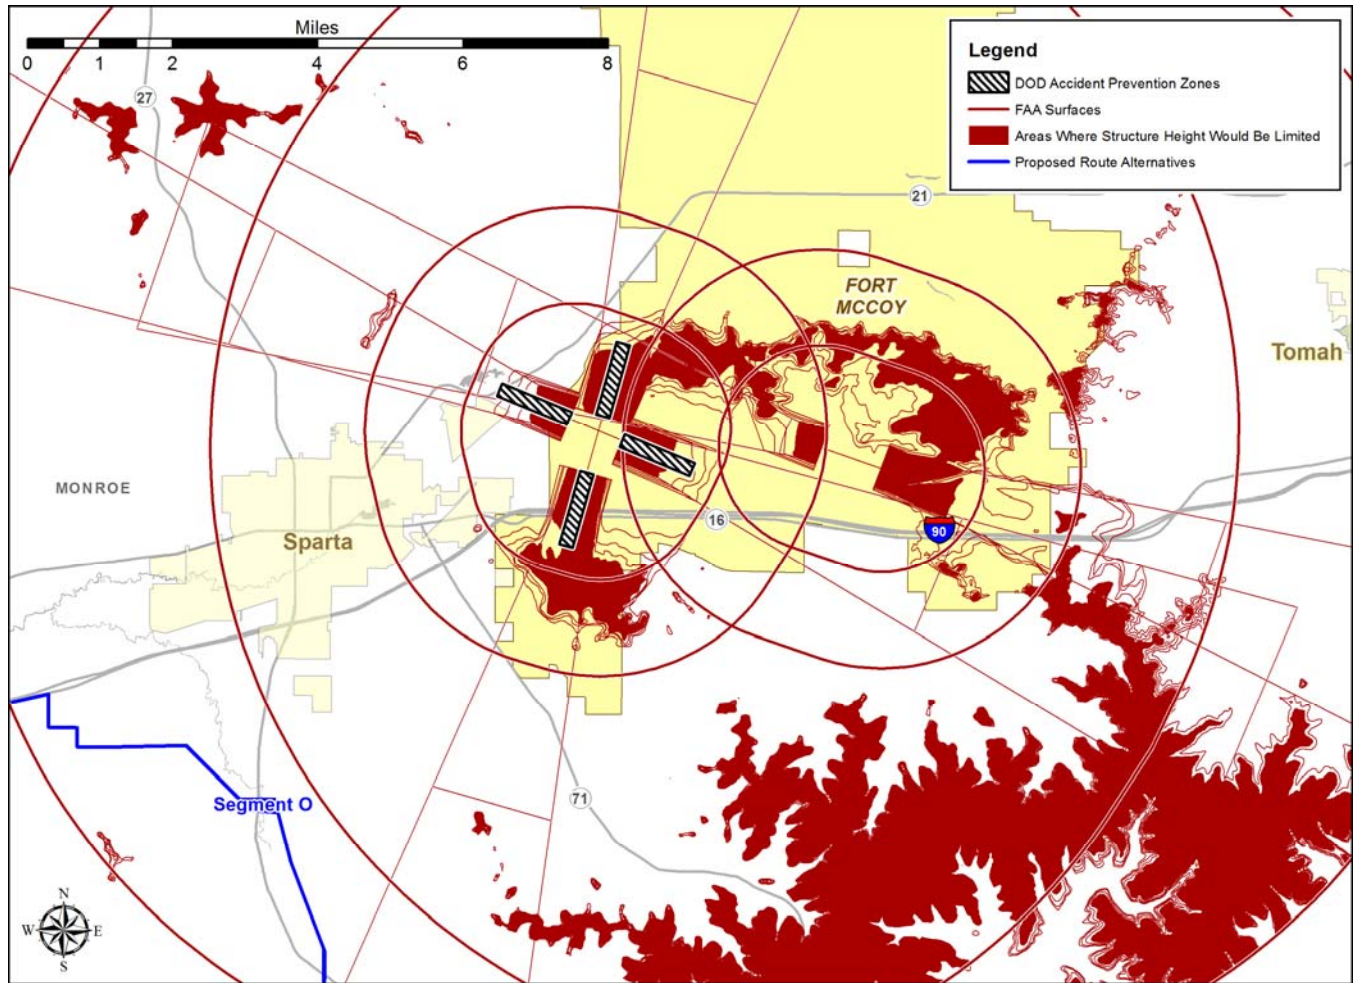 Miles
0 1 2 4 6 8
Legend
DOD Accident Prevention Zones
FAA Surfaces
Areas Where Structure Height Would Be Limited
Proposed Route Alternatives
27
21
FORT
MCCOY
Tomah
MONROE
Sparta
16
90
71
Segment O
N
W E
S